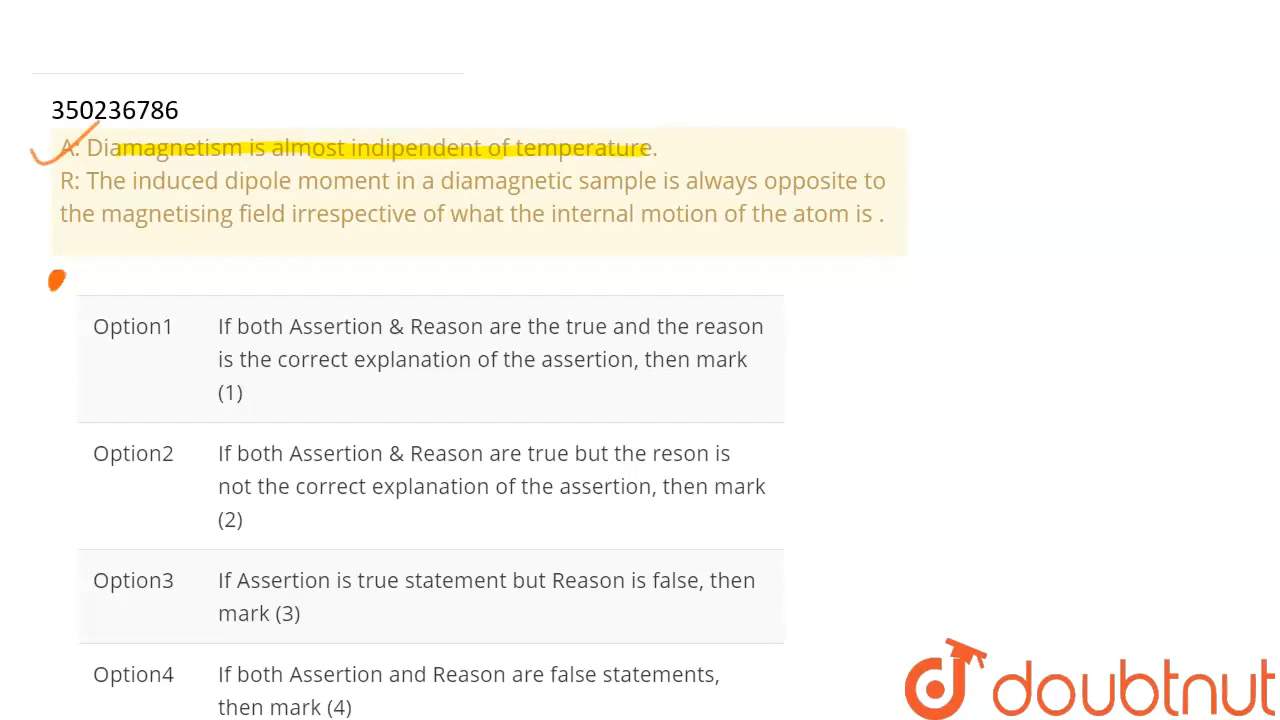 350236786
A: Diamagnetism is almost indipendent of temperature.
R: The induced dipole moment in a diamagnetic sample is always opposite to
the magnetising field irrespective of what the internal motion of the atom is .
Option1 If both Assertion & Reason are the true and the reason
is the correct explanation of the assertion, then mark
(1)
Option2 If both Assertion & Reason are true but the reson is
not the correct explanation of the assertion, then mark
(2)
Option3 If Assertion is true statement but Reason is false, then
mark (3)
Option4 If both Assertion and Reason are false statements,
then mark (4)
doubtnut